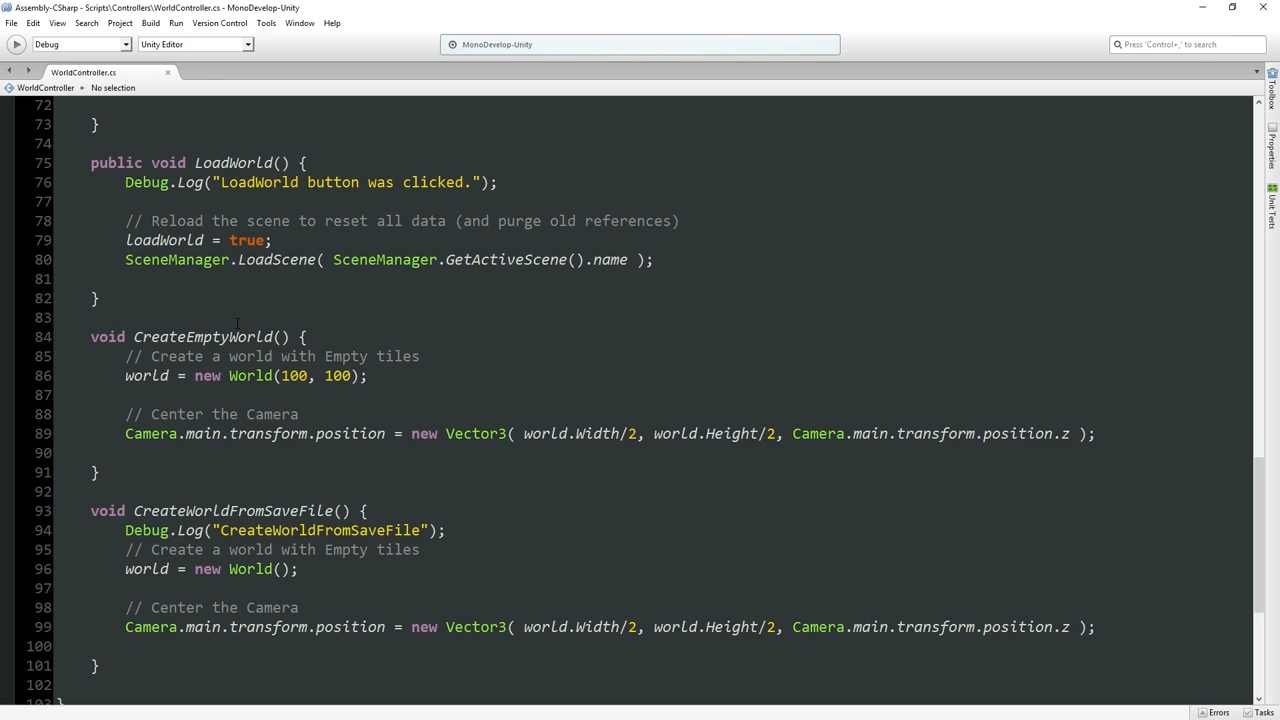 Assembly-CSharp - Scripts\Controllers\WorldController.cs - MonoDevelop-Unity
File Edit View Search Project Build Run Version Control Tools Window Help
Debug Unity Editor MonoDevelop-Unity Press 'Control+,' to search
WorldController.cs
WorldController ▸ No selection
72
73 }
74
75 public void LoadWorld() {
76 Debug.Log("LoadWorld button was clicked.");
77
78 // Reload the scene to reset all data (and purge old references)
79 loadWorld = true;
80 SceneManager.LoadScene( SceneManager.GetActiveScene().name );
81
82 }
83
84 void CreateEmptyWorld() {
85 // Create a world with Empty tiles
86 world = new World(100, 100);
87
88 // Center the Camera
89 Camera.main.transform.position = new Vector3( world.Width/2, world.Height/2, Camera.main.transform.position.z );
90
91 }
92
93 void CreateWorldFromSaveFile() {
94 Debug.Log("CreateWorldFromSaveFile");
95 // Create a world with Empty tiles
96 world = new World();
97
98 // Center the Camera
99 Camera.main.transform.position = new Vector3( world.Width/2, world.Height/2, Camera.main.transform.position.z );
100
101 }
102
103 }
Toolbox
Properties
Unit Tests
Errors Tasks